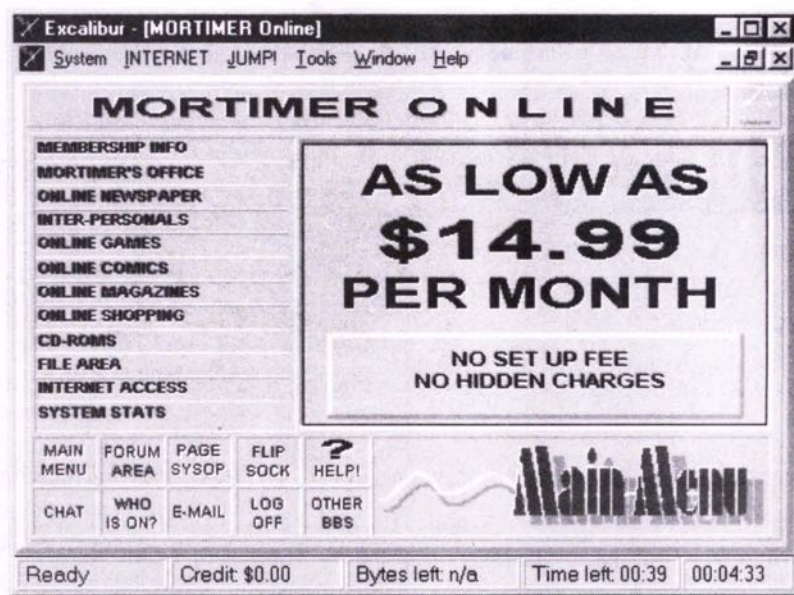 Excalibur - [MORTIMER Online]
System INTERNET JUMP! Tools Window Help
MORTIMER ONLINE
MEMBERSHIP INFO
MORTIMER'S OFFICE
ONLINE NEWSPAPER
INTER-PERSONALS
ONLINE GAMES
ONLINE COMICS
ONLINE MAGAZINES
ONLINE SHOPPING
CD-ROMS
FILE AREA
INTERNET ACCESS
SYSTEM STATS
AS LOW AS
$14.99
PER MONTH
NO SET UP FEE
NO HIDDEN CHARGES
MAIN MENU
FORUM AREA
PAGE SYSOP
FLIP SOCK
? HELP!
CHAT
WHO IS ON?
E-MAIL
LOG OFF
OTHER BBS
Main Menu
Ready Credit: $0.00 Bytes left: n/a Time left: 00:39 00:04:33